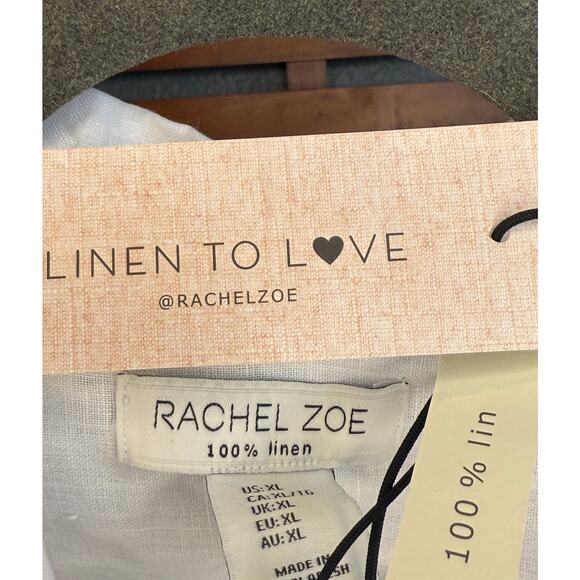 LINEN TO L♥VE
@RACHELZOE
RACHEL ZOE
100% linen
US: XL
CA: XL/TG
UK: XL
EU: XL
AU: XL
MADE IN
100% lin